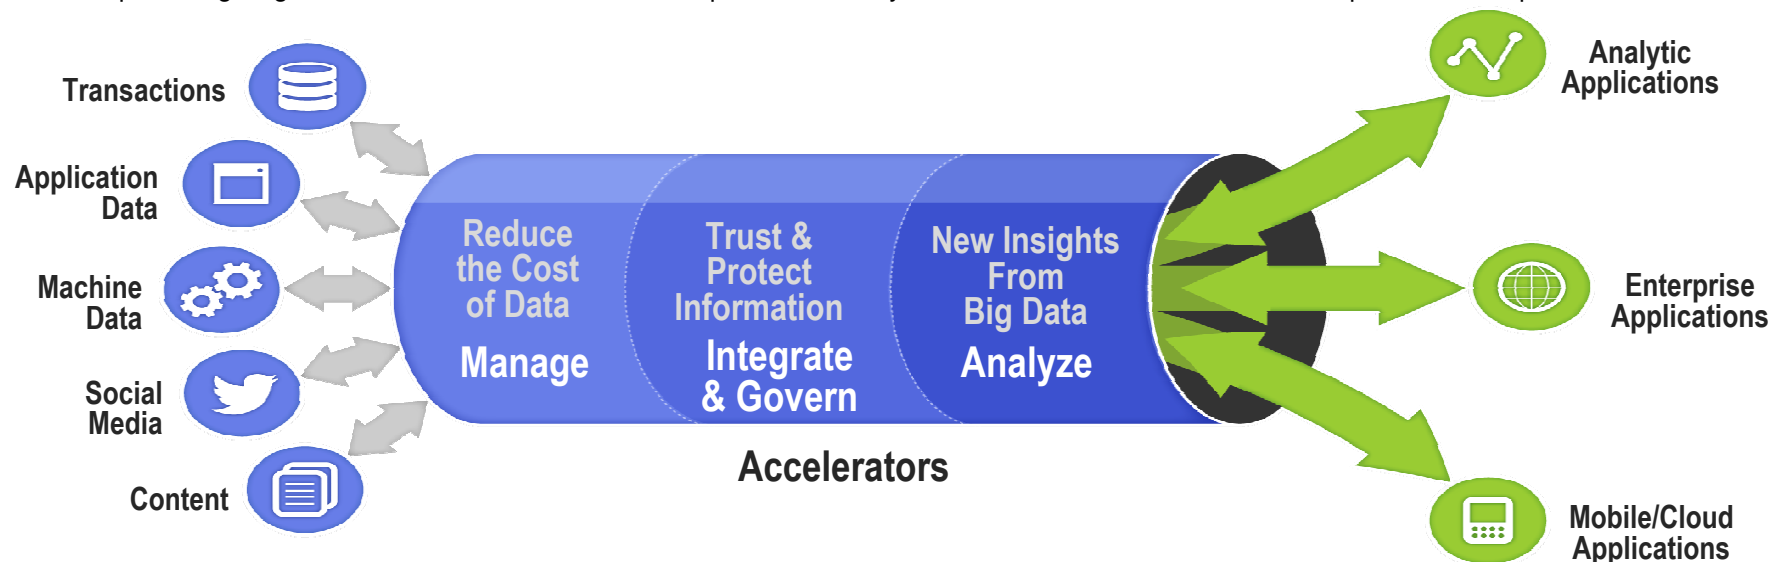 Transactions
Application
Data
Machine
Data
Social
Media
Content
Reduce
the Cost
of Data
Manage
Trust &
Protect
Information
Integrate
& Govern
New Insights
From
Big Data
Analyze
Accelerators
Analytic
Applications
Enterprise
Applications
Mobile/Cloud
Applications